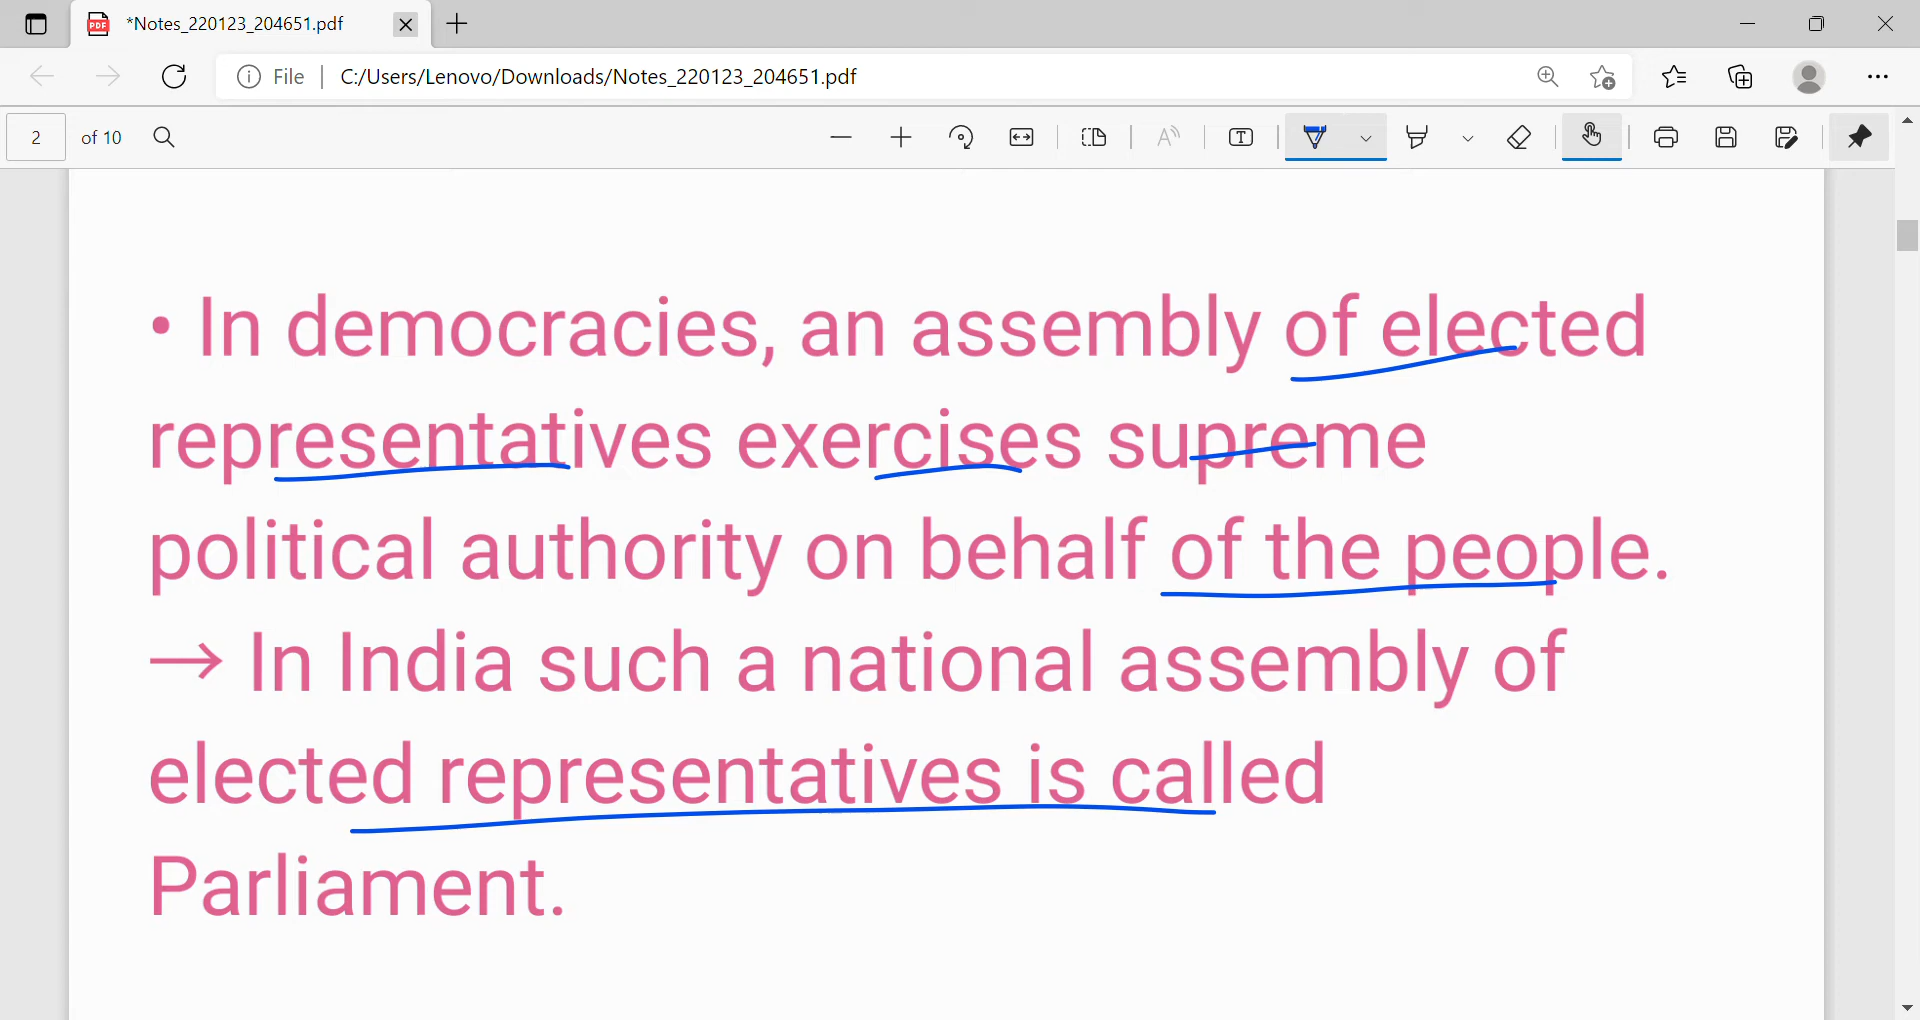 *Notes_220123_204651.pdf
File | C:/Users/Lenovo/Downloads/Notes_220123_204651.pdf
2 of 10
• In democracies, an assembly of elected
representatives exercises supreme
political authority on behalf of the people.
→ In India such a national assembly of
elected representatives is called
Parliament.